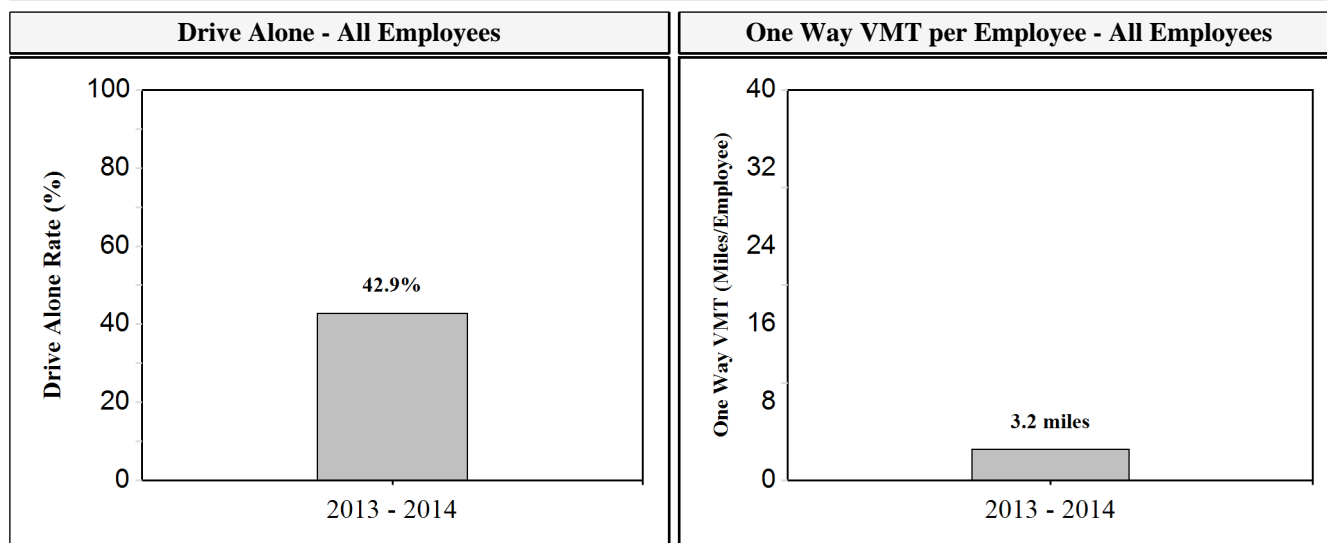 Drive Alone - All Employees
Drive Alone Rate (%)
100
80
60
40
20
0
42.9%
2013 - 2014
One Way VMT per Employee - All Employees
One Way VMT (Miles/Employee)
40
32
24
16
8
0
3.2 miles
2013 - 2014